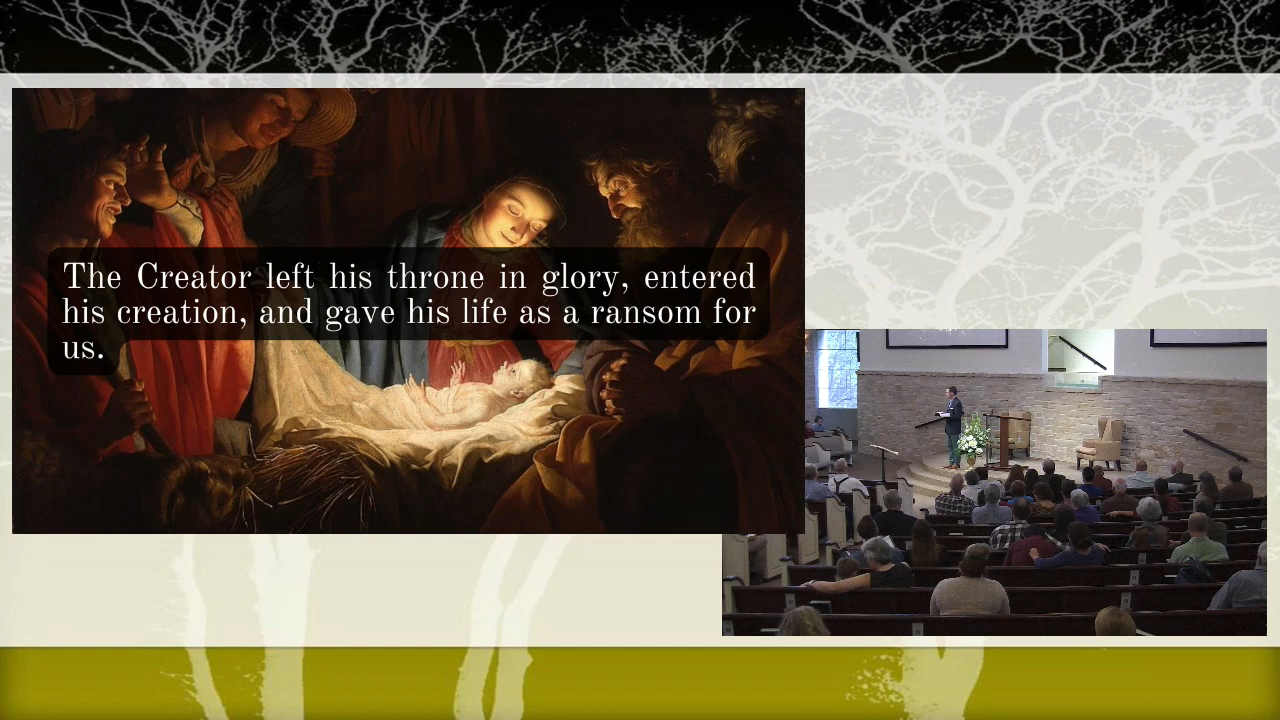 The Creator left his throne in glory, entered
his creation, and gave his life as a ransom for
us.